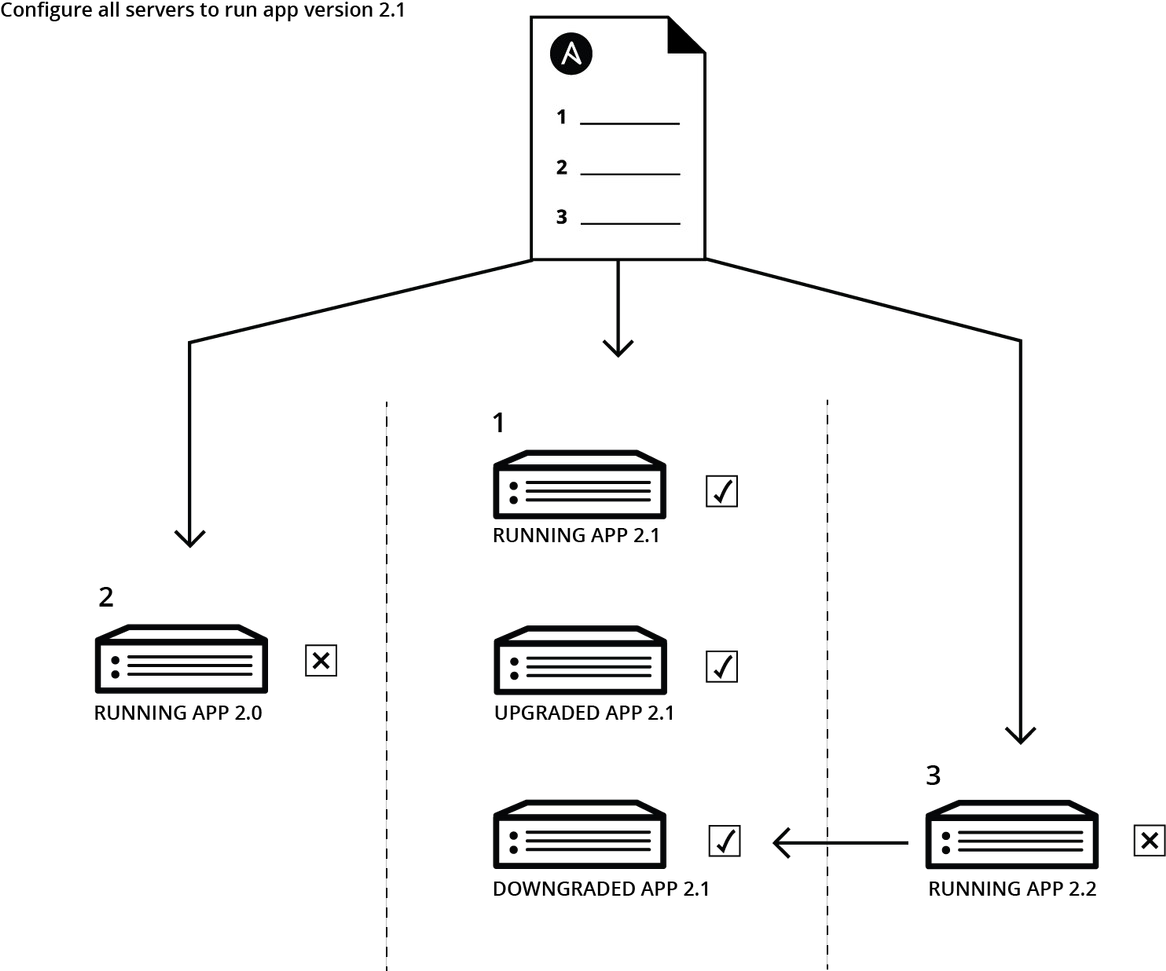 Configure all servers to run app version 2.1
1
2
3
1
RUNNING APP 2.1
2
RUNNING APP 2.0
UPGRADED APP 2.1
3
DOWNGRADED APP 2.1
RUNNING APP 2.2